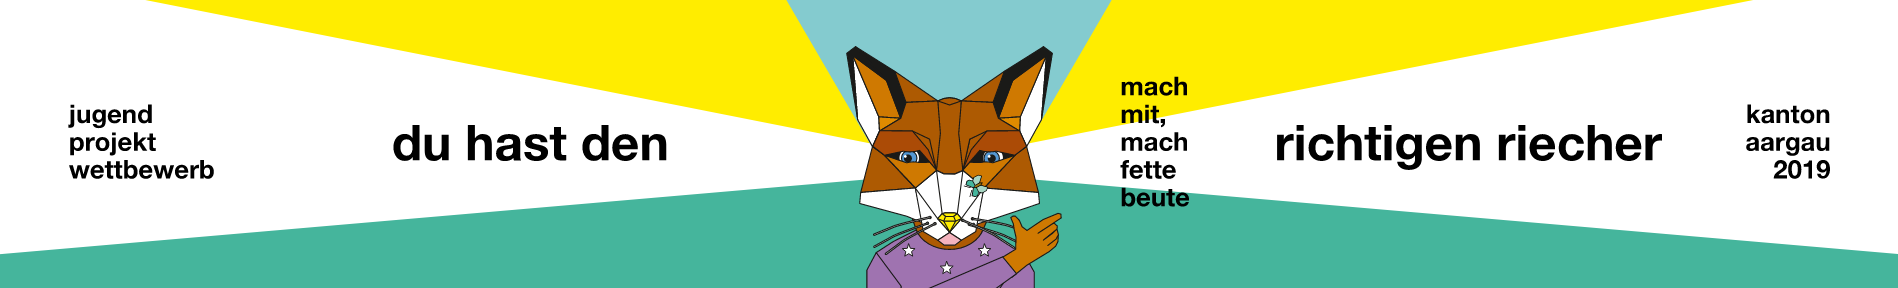 jugend
projekt
wettbewerb
du hast den
mach
mit,
mach
fette
beute
richtigen riecher
kanton
aargau
2019